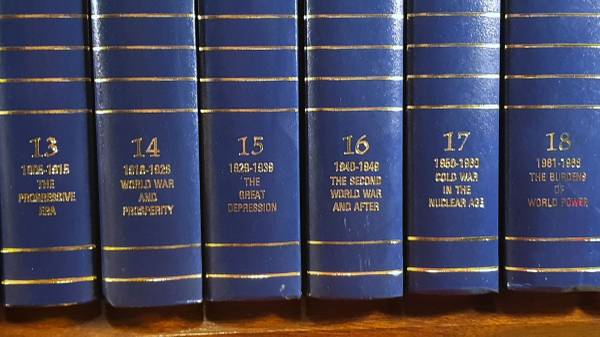 13
1905-1915
THE
PROGRESSIVE
ERA
14
1916-1928
WORLD WAR
AND
PROSPERITY
15
1929-1939
THE
GREAT
DEPRESSION
16
1940-1949
THE SECOND
WORLD WAR
AND AFTER
17
1950-1960
COLD WAR
IN THE
NUCLEAR AGE
18
1961-1968
THE BURDENS
OF
WORLD POWER